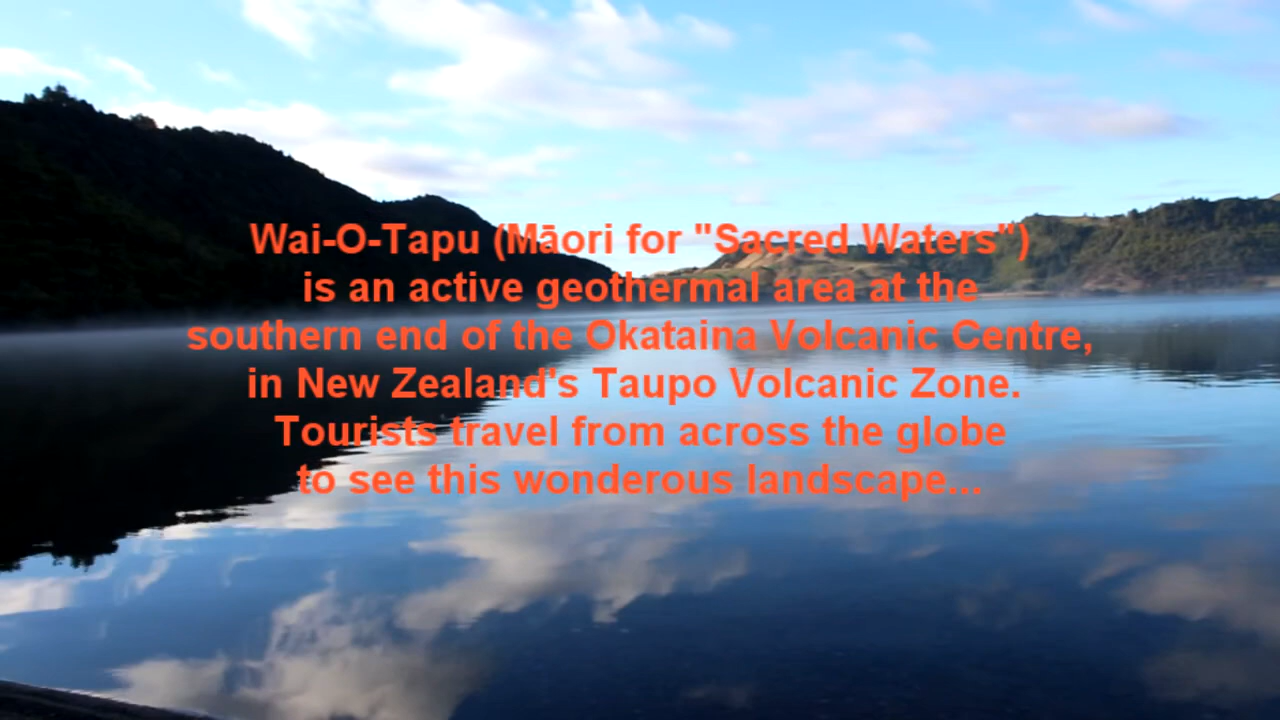 Wai-O-Tapu (Māori for "Sacred Waters")
is an active geothermal area at the
southern end of the Okataina Volcanic Centre,
in New Zealand's Taupo Volcanic Zone.
Tourists travel from across the globe
to see this wonderous landscape...